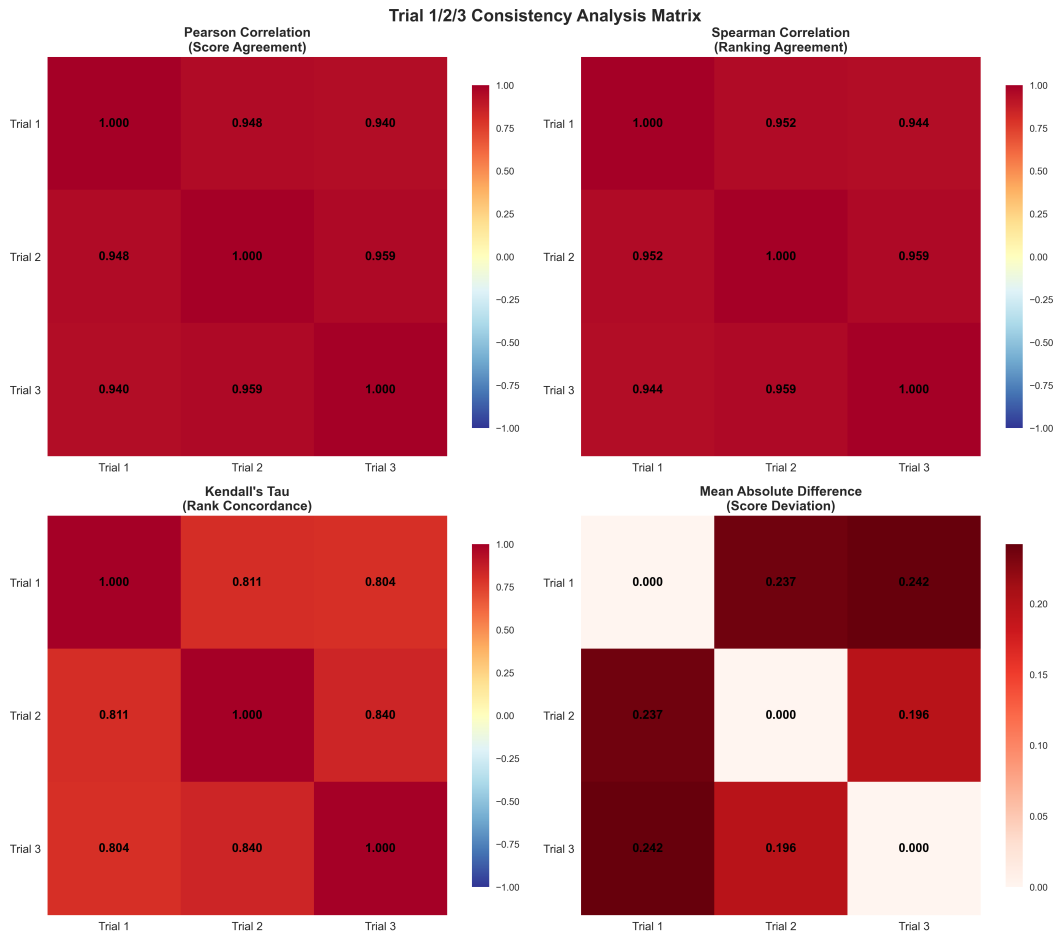 Trial 1/2/3 Consistency Analysis Matrix
Pearson Correlation
(Score Agreement)
Trial 1
1.000 0.948 0.940
Trial 2
0.948 1.000 0.959
Trial 3
0.940 0.959 1.000
Trial 1 Trial 2 Trial 3
1.00
0.75
0.50
0.25
0.00
−0.25
−0.50
−0.75
−1.00
Spearman Correlation
(Ranking Agreement)
Trial 1
1.000 0.952 0.944
Trial 2
0.952 1.000 0.959
Trial 3
0.944 0.959 1.000
Trial 1 Trial 2 Trial 3
1.00
0.75
0.50
0.25
0.00
−0.25
−0.50
−0.75
−1.00
Kendall's Tau
(Rank Concordance)
Trial 1
1.000 0.811 0.804
Trial 2
0.811 1.000 0.840
Trial 3
0.804 0.840 1.000
Trial 1 Trial 2 Trial 3
1.00
0.75
0.50
0.25
0.00
−0.25
−0.50
−0.75
−1.00
Mean Absolute Difference
(Score Deviation)
Trial 1
0.000 0.237 0.242
Trial 2
0.237 0.000 0.196
Trial 3
0.242 0.196 0.000
Trial 1 Trial 2 Trial 3
0.20
0.15
0.10
0.05
0.00